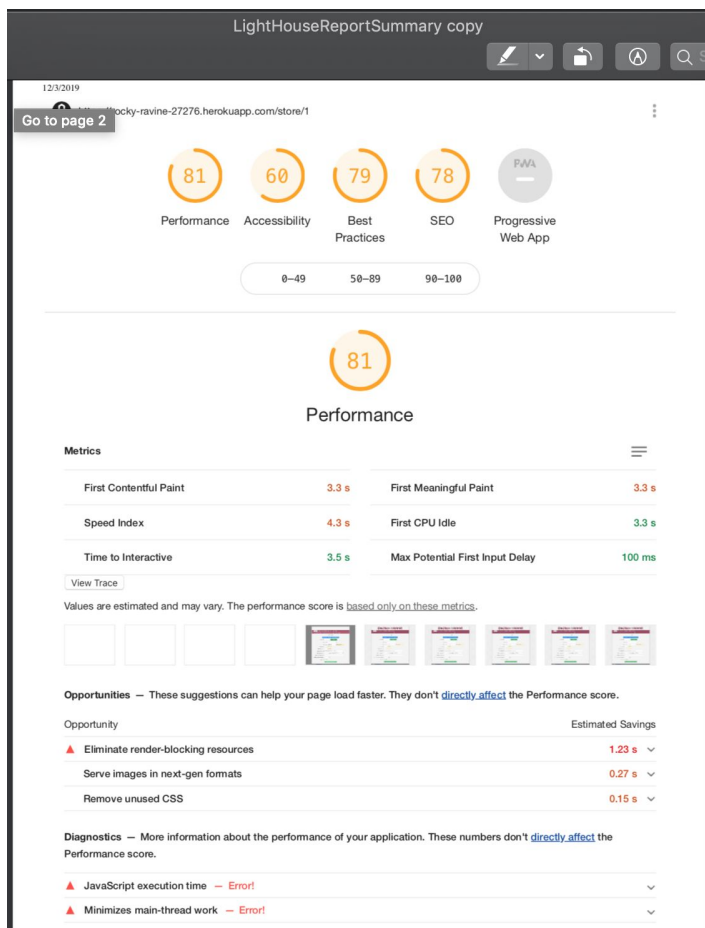 LightHouseReportSummary copy
12/3/2019
Go to page 2
ocky-ravine-27276.herokuapp.com/store/1
81 60 79 78 PWA
Performance Accessibility Best Practices SEO Progressive Web App
0–49 50–89 90–100
81
Performance
Metrics
First Contentful Paint 3.3 s First Meaningful Paint 3.3 s
Speed Index 4.3 s First CPU Idle 3.3 s
Time to Interactive 3.5 s Max Potential First Input Delay 100 ms
View Trace
Values are estimated and may vary. The performance score is based only on these metrics.
Opportunities — These suggestions can help your page load faster. They don't directly affect the Performance score.
Opportunity Estimated Savings
Eliminate render-blocking resources 1.23 s
Serve images in next-gen formats 0.27 s
Remove unused CSS 0.15 s
Diagnostics — More information about the performance of your application. These numbers don't directly affect the
Performance score.
JavaScript execution time — Error!
Minimizes main-thread work — Error!